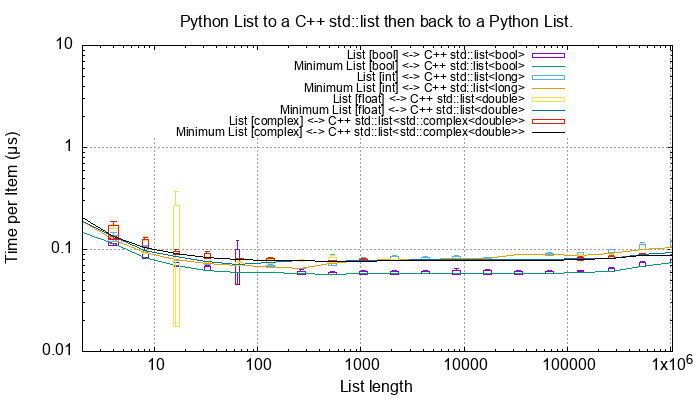 Python List to a C++ std::list then back to a Python List.
List [bool] <-> C++ std::list<bool>
Minimum List [bool] <-> C++ std::list<bool>
List [int] <-> C++ std::list<long>
Minimum List [int] <-> C++ std::list<long>
List [float] <-> C++ std::list<double>
Minimum List [float] <-> C++ std::list<double>
List [complex] <-> C++ std::list<std::complex<double>>
Minimum List [complex] <-> C++ std::list<std::complex<double>>
Time per Item (µs)
10
1
0.1
0.01
10 100 1000 10000 100000 1x10⁶
List length